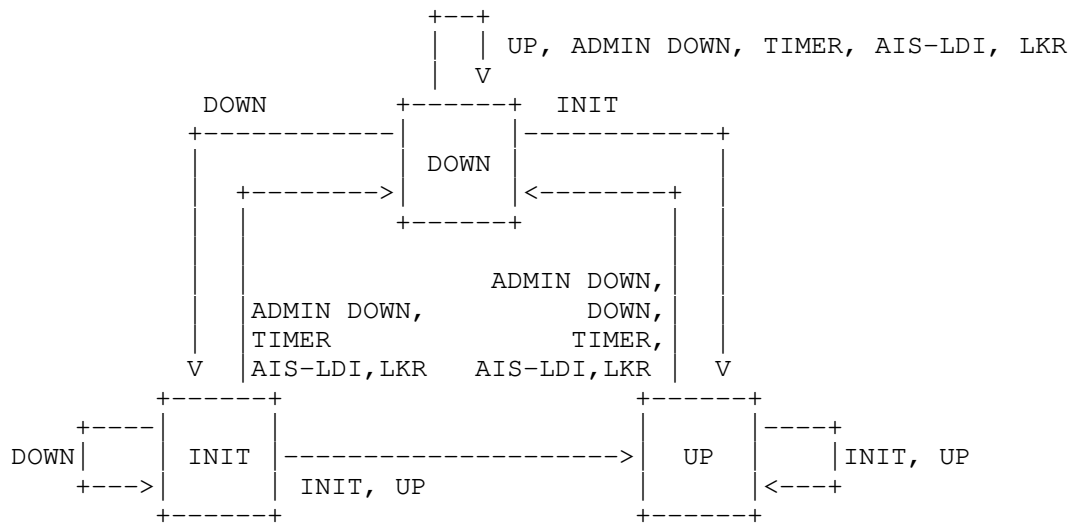 UP, ADMIN DOWN, TIMER, AIS-LDI, LKR
DOWN INIT
DOWN
ADMIN DOWN,
ADMIN DOWN, DOWN,
TIMER TIMER,
AIS-LDI,LKR AIS-LDI,LKR
DOWN INIT UP INIT, UP
INIT, UP